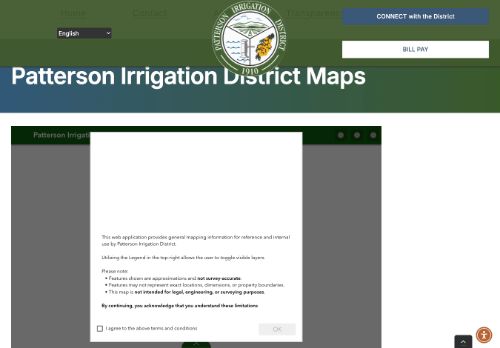 Home
Contact
Transparency
English
PATTERSON IRRIGATION DISTRICT
1910
CONNECT with the District
BILL PAY
Patterson Irrigation District Maps
Patterson Irrigati
This web application provides general mapping information for reference and internal
use by Patterson Irrigation District.
Utilizing the Legend in the top right allows the user to toggle visible layers.
Please note:
• Features shown are approximations and not survey-accurate.
• Features may not represent exact locations, dimensions, or property boundaries.
• This map is not intended for legal, engineering, or surveying purposes.
By continuing, you acknowledge that you understand these limitations
I agree to the above terms and conditions
OK